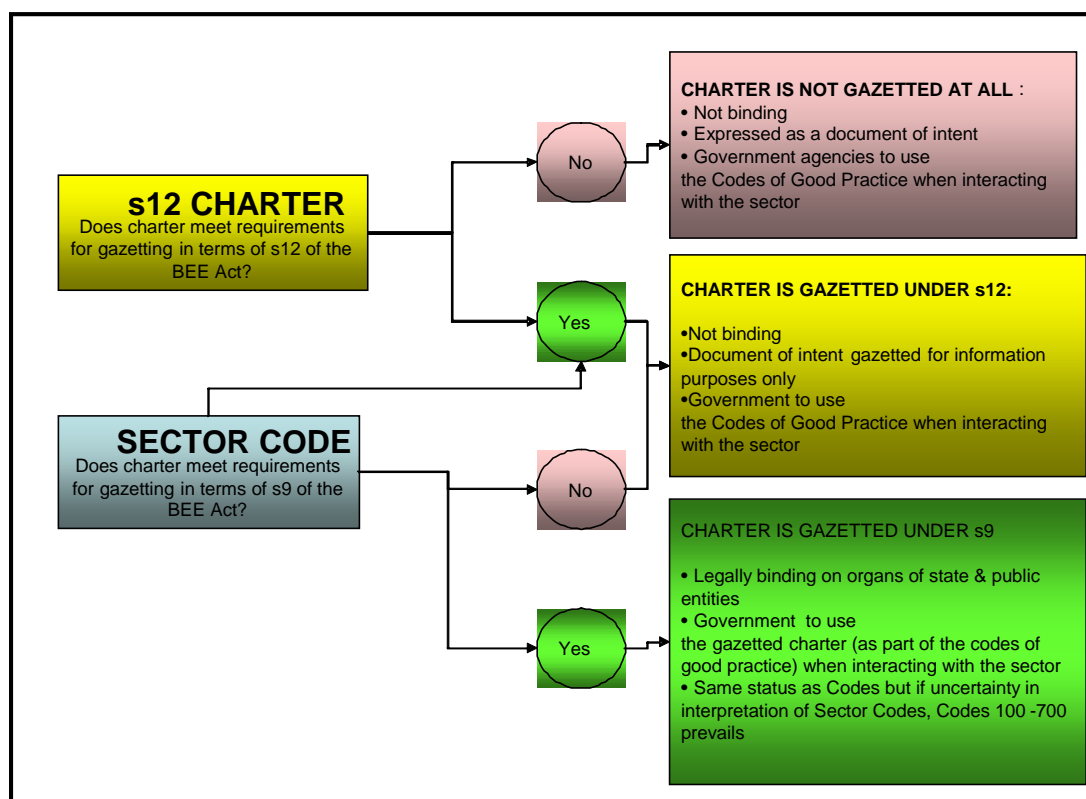 s12 CHARTER
Does charter meet requirements
for gazetting in terms of s12 of the
BEE Act?
No
CHARTER IS NOT GAZETTED AT ALL :
• Not binding
• Expressed as a document of intent
• Government agencies to use
the Codes of Good Practice when interacting
with the sector
Yes
CHARTER IS GAZETTED UNDER s12:
•Not binding
•Document of intent gazetted for information
purposes only
•Government to use
the Codes of Good Practice when interacting
with the sector
SECTOR CODE
Does charter meet requirements
for gazetting in terms of s9 of the
BEE Act?
No
Yes
CHARTER IS GAZETTED UNDER s9
• Legally binding on organs of state & public
entities
• Government to use
the gazetted charter (as part of the codes of
good practice) when interacting with the sector
• Same status as Codes but if uncertainty in
interpretation of Sector Codes, Codes 100 -700
prevails